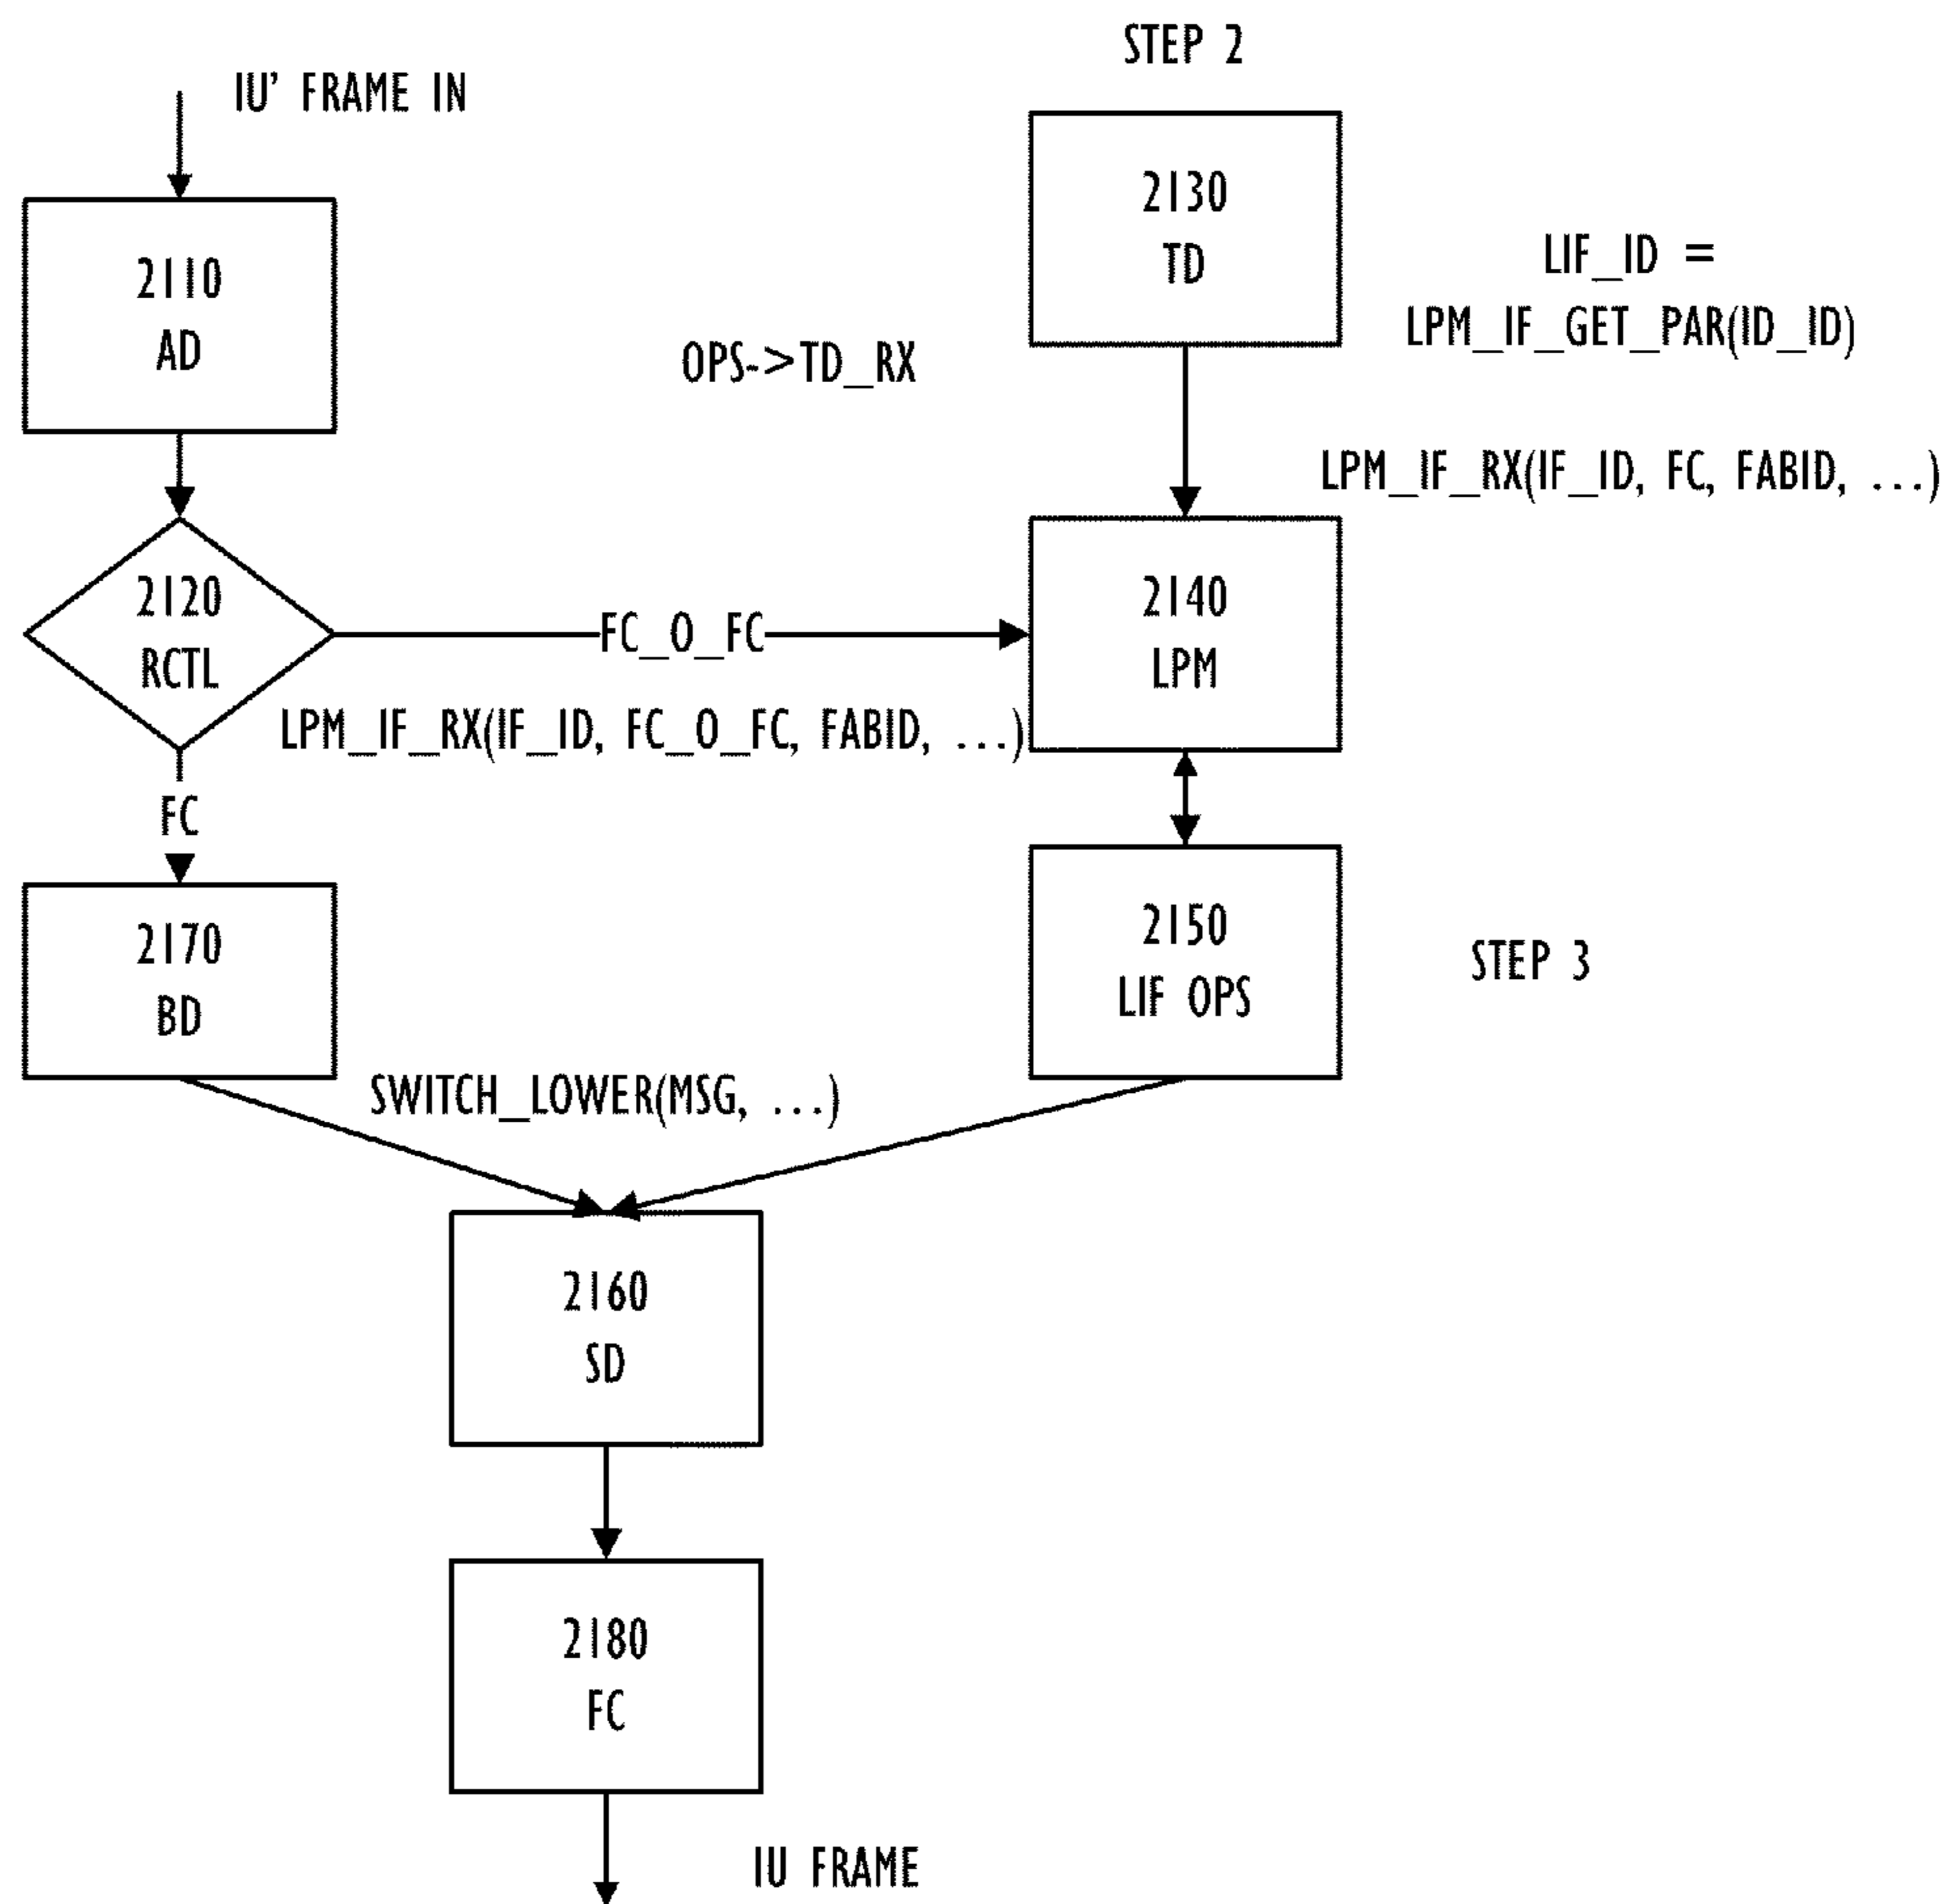 STEP 2
IU' FRAME IN
2110
AD
2130
TD
LIF_ID =
LPM_IF_GET_PAR(ID_ID)
OPS->TD_RX
LPM_IF_RX(IF_ID, FC, FABID, ...)
2120
RCTL
FC_O_FC
2140
LPM
LPM_IF_RX(IF_ID, FC_O_FC, FABID, ...)
FC
2170
BD
2150
LIF OPS
STEP 3
SWITCH_LOWER(MSG, ...)
2160
SD
2180
FC
IU FRAME